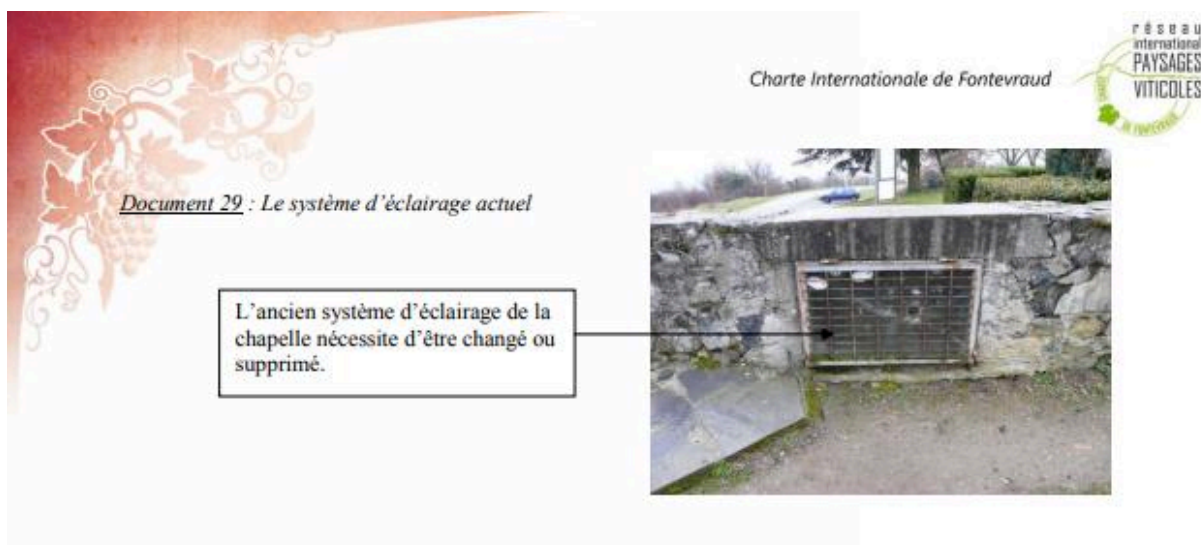 Charte Internationale de Fontevraud
réseau
international
PAYSAGES
VITICOLES
Document 29 : Le système d'éclairage actuel
L'ancien système d'éclairage de la
chapelle nécessite d'être changé ou
supprimé.